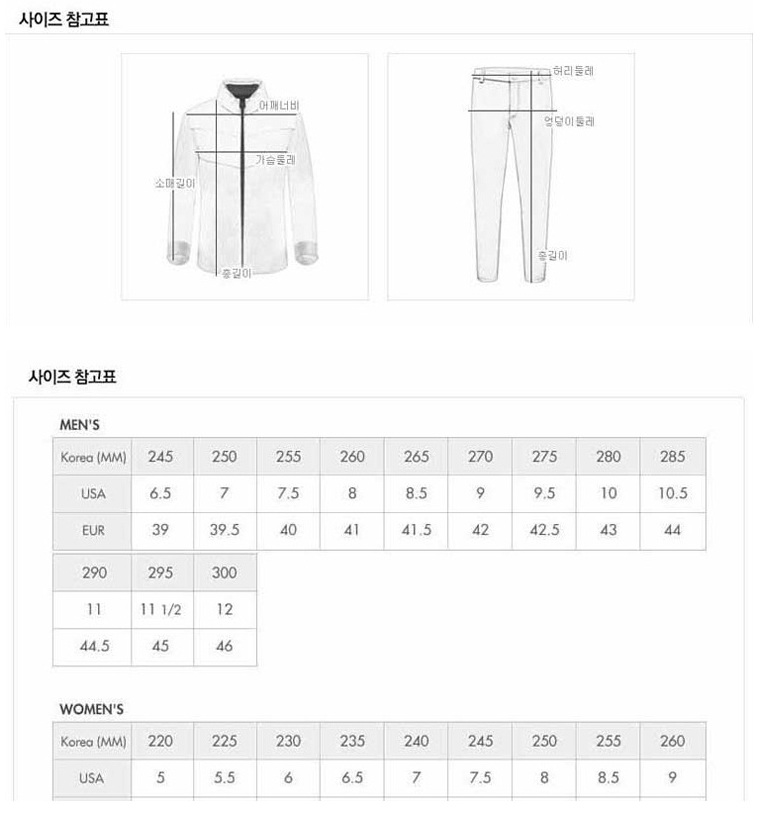 사이즈 참고표
허리둘레
어깨너비
엉덩이둘레
가슴둘레
소매길이
총길이
총길이
사이즈 참고표
MEN'S
Korea (MM) 245 250 255 260 265 270 275 280 285
USA 6.5 7 7.5 8 8.5 9 9.5 10 10.5
EUR 39 39.5 40 41 41.5 42 42.5 43 44
290 295 300
11 11 1/2 12
44.5 45 46
WOMEN'S
Korea (MM) 220 225 230 235 240 245 250 255 260
USA 5 5.5 6 6.5 7 7.5 8 8.5 9